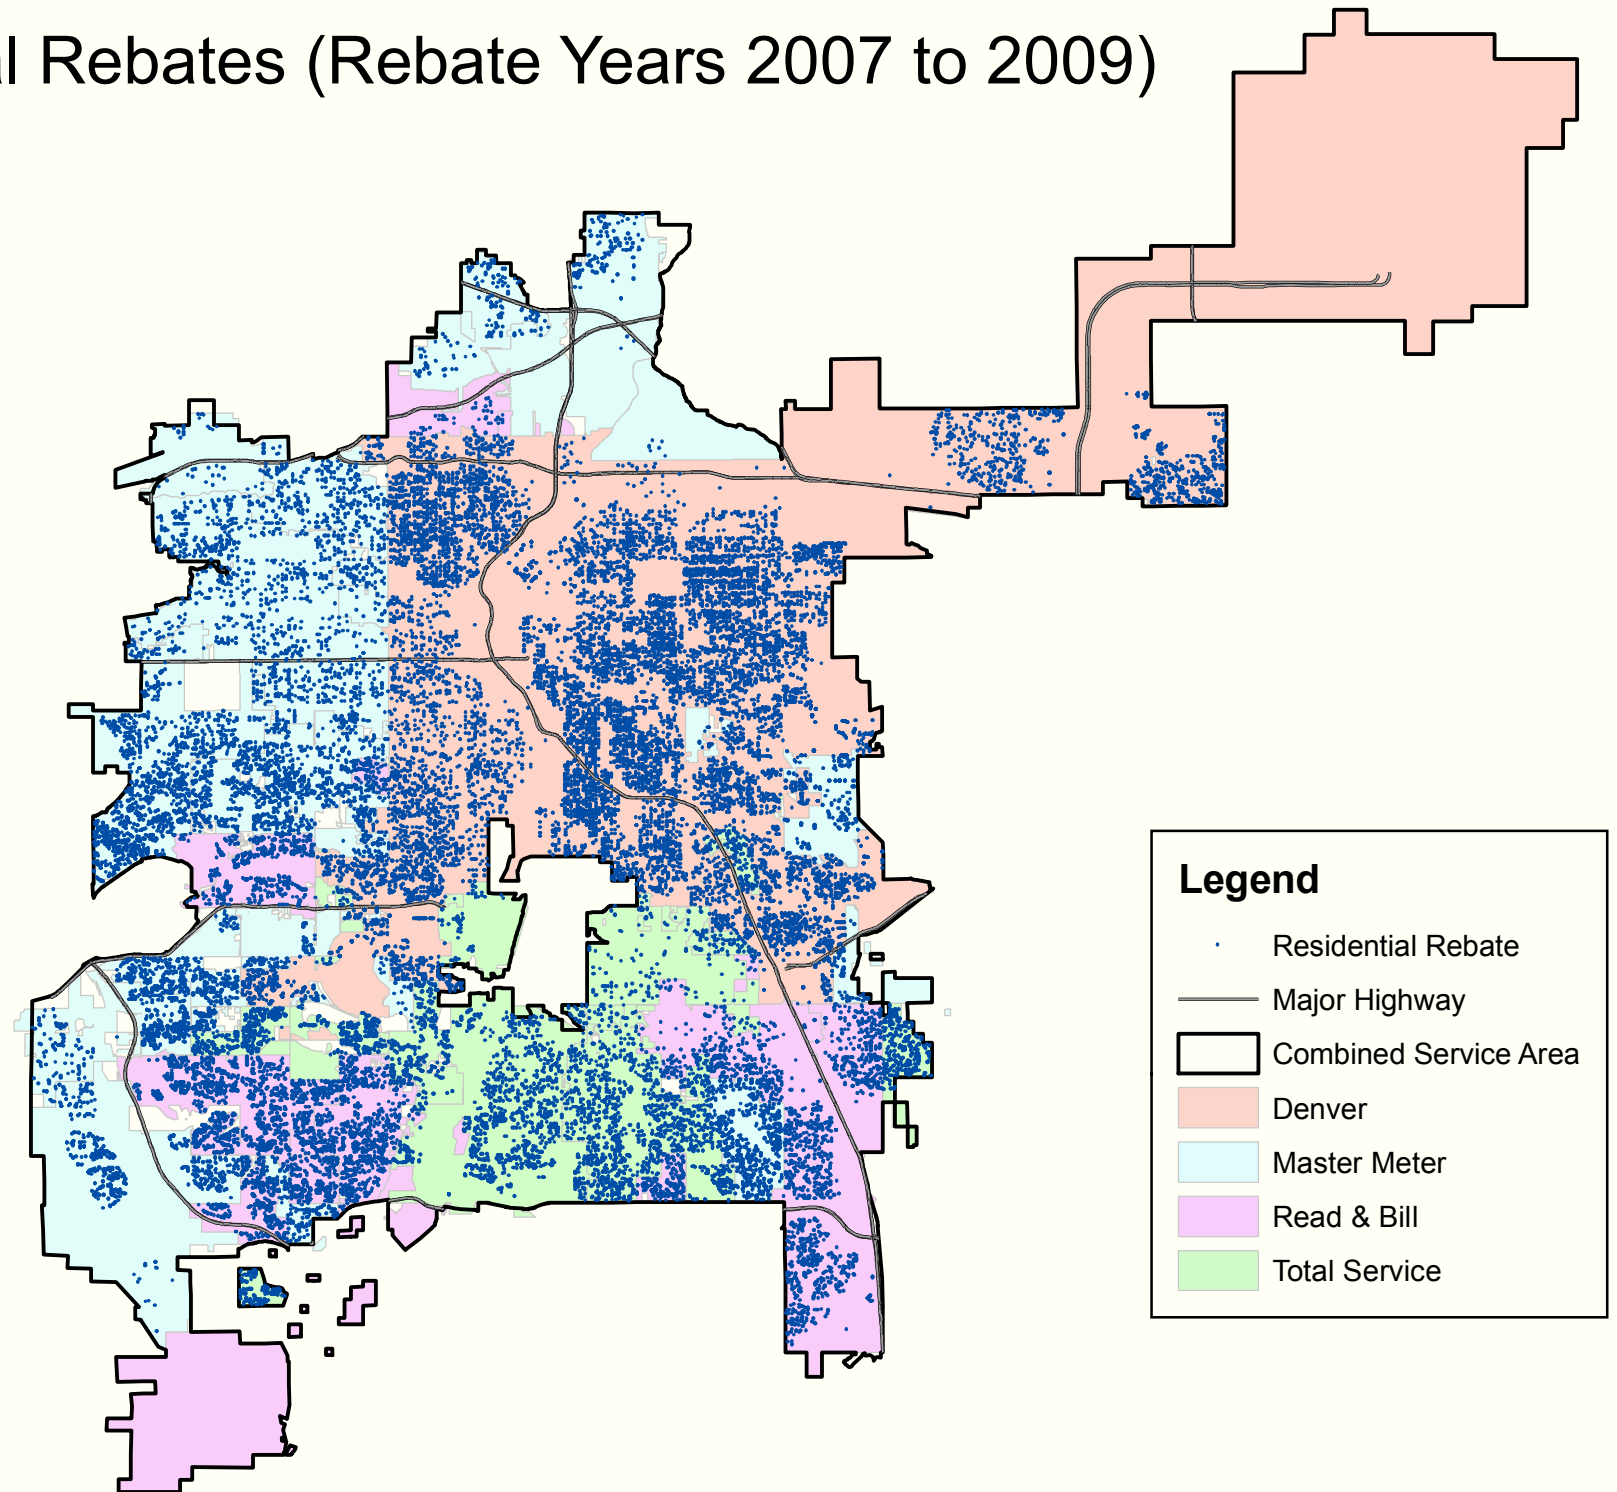 l Rebates (Rebate Years 2007 to 2009)
Legend
Residential Rebate
Major Highway
Combined Service Area
Denver
Master Meter
Read & Bill
Total Service